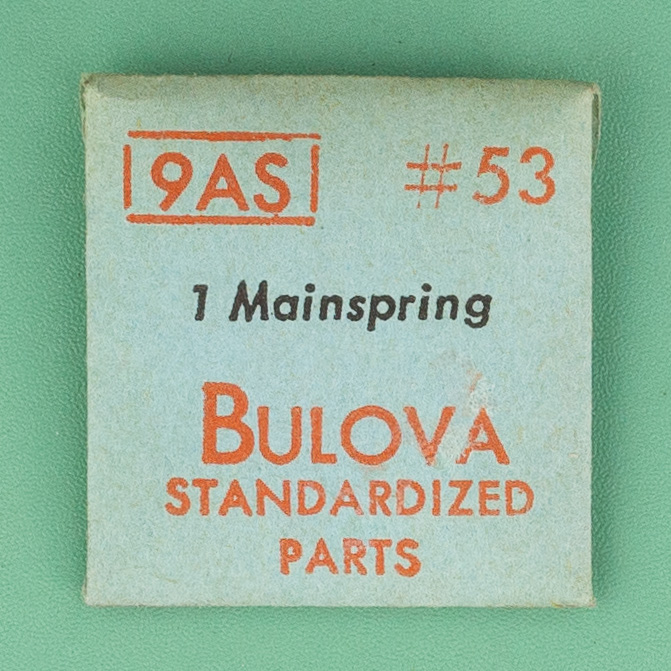 9AS #53
1 Mainspring
BULOVA
STANDARDIZED
PARTS